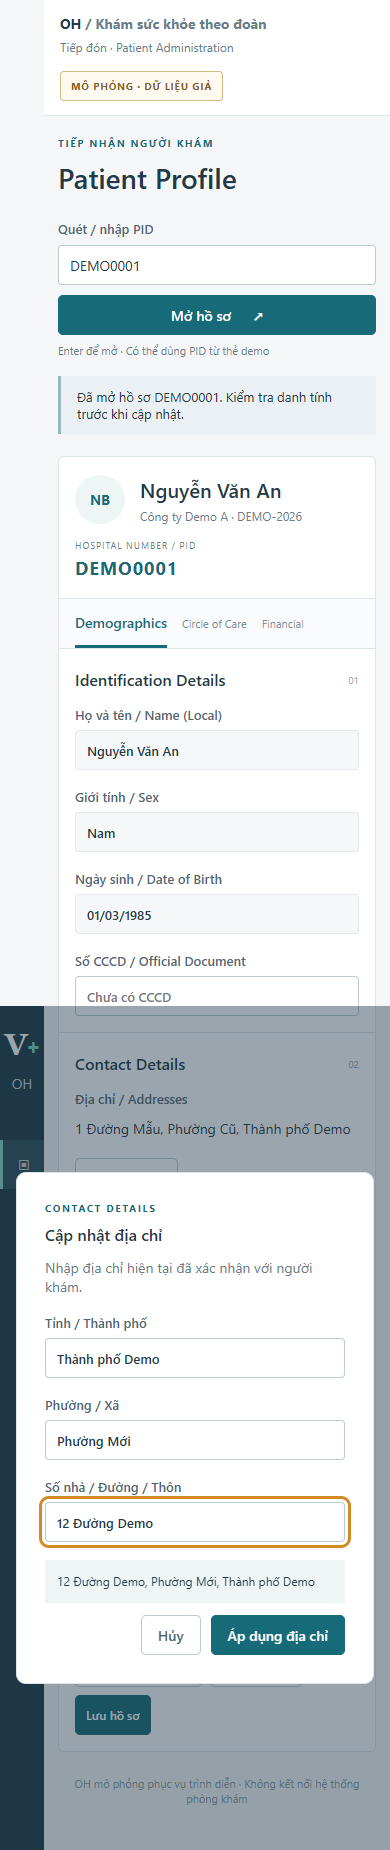 OH / Khám sức khỏe theo đoàn
Tiếp đón · Patient Administration
MÔ PHỎNG · DỮ LIỆU GIẢ
TIẾP NHẬN NGƯỜI KHÁM
Patient Profile
Quét / nhập PID
DEMO0001
Mở hồ sơ ↗
Enter để mở · Có thể dùng PID từ thẻ demo
Đã mở hồ sơ DEMO0001. Kiểm tra danh tính
trước khi cập nhật.
NB
Nguyễn Văn An
Công ty Demo A · DEMO-2026
HOSPITAL NUMBER / PID
DEMO0001
Demographics Circle of Care Financial
Identification Details 01
Họ và tên / Name (Local)
Nguyễn Văn An
Giới tính / Sex
Nam
Ngày sinh / Date of Birth
01/03/1985
Số CCCD / Official Document
Chưa có CCCD
V+
OH
Contact Details 02
Địa chỉ / Addresses
1 Đường Mẫu, Phường Cũ, Thành phố Demo
CONTACT DETAILS
Cập nhật địa chỉ
Nhập địa chỉ hiện tại đã xác nhận với người
khám.
Tỉnh / Thành phố
Thành phố Demo
Phường / Xã
Phường Mới
Số nhà / Đường / Thôn
12 Đường Demo
12 Đường Demo, Phường Mới, Thành phố Demo
Hủy
Áp dụng địa chỉ
Lưu hồ sơ
OH mô phỏng phục vụ trình diễn · Không kết nối hệ thống
phòng khám